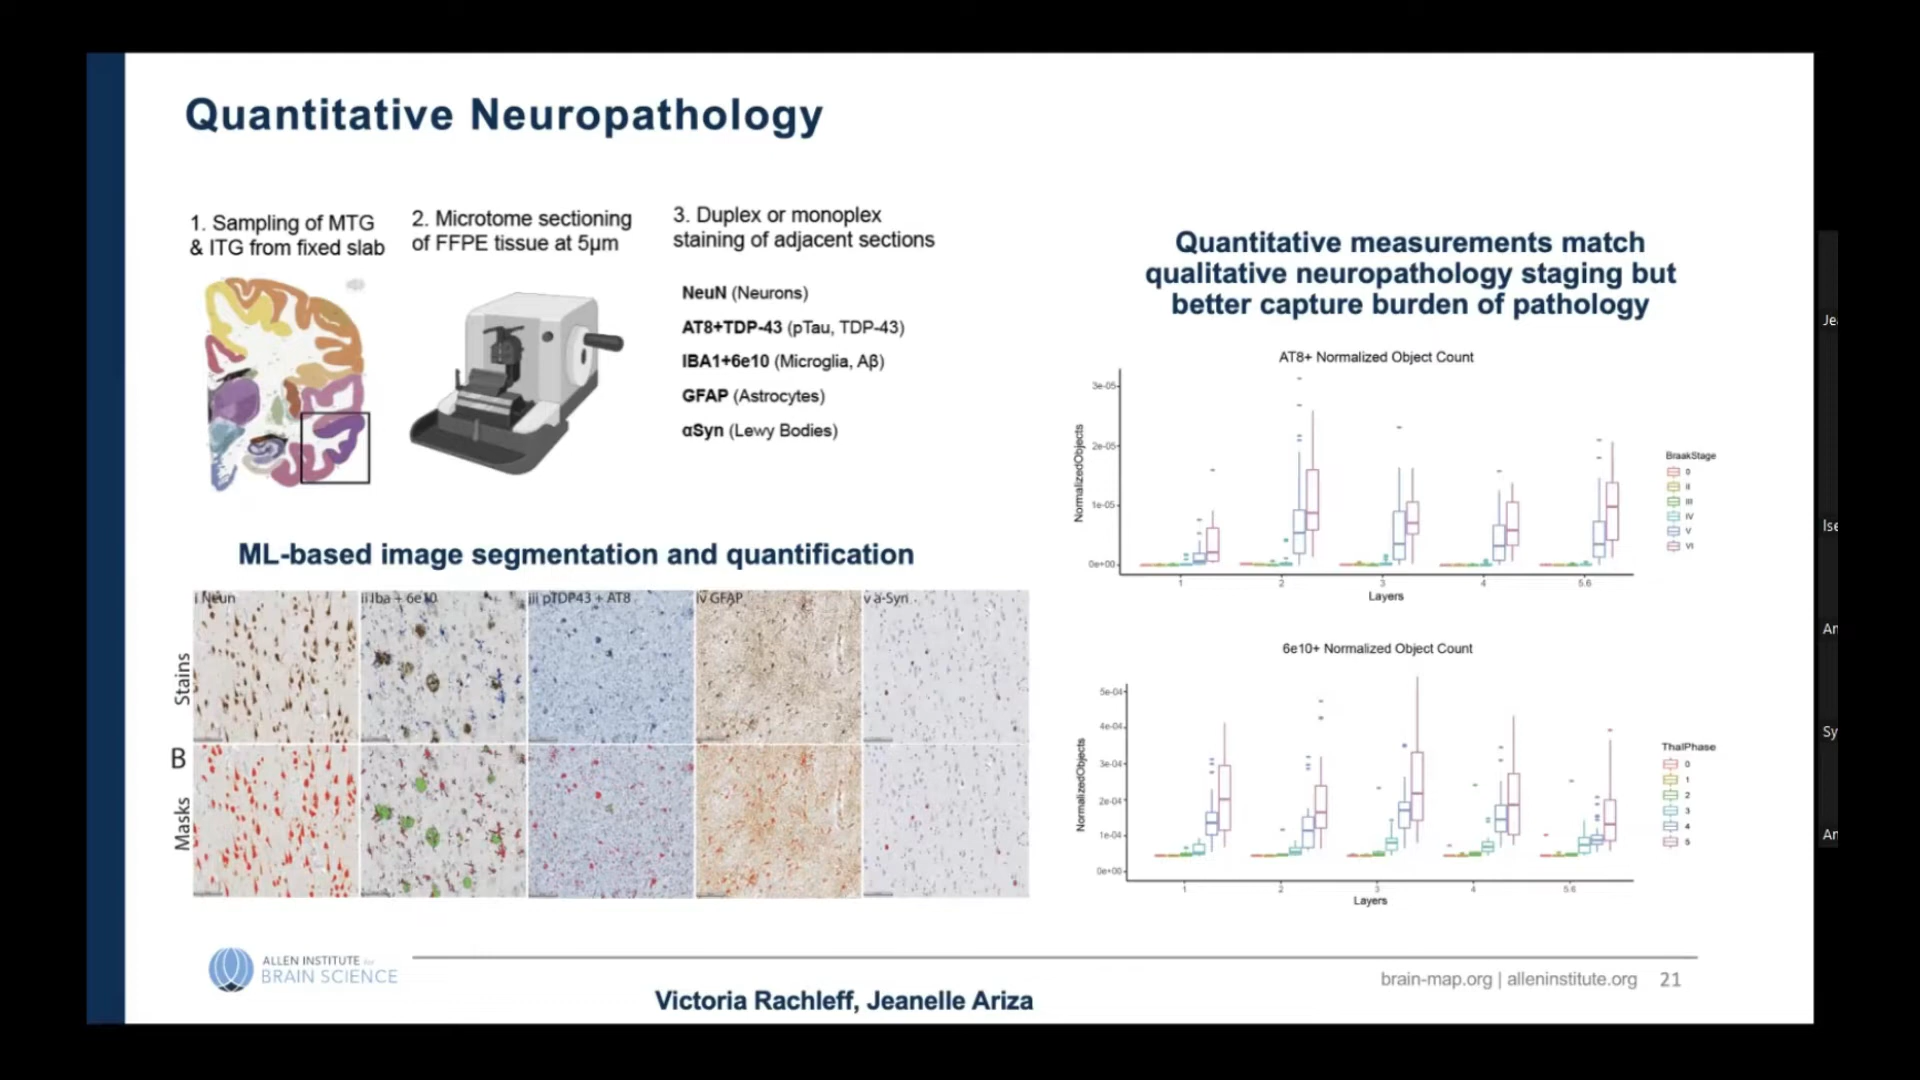 Quantitative Neuropathology
1. Sampling of MTG
& ITG from fixed slab
2. Microtome sectioning
of FFPE tissue at 5μm
3. Duplex or monoplex
staining of adjacent sections
NeuN (Neurons)
AT8+TDP-43 (pTau, TDP-43)
IBA1+6e10 (Microglia, Aβ)
GFAP (Astrocytes)
αSyn (Lewy Bodies)
ML-based image segmentation and quantification
i Neun
ii Iba + 6e10
iii pTDP43 + AT8
iv GFAP
v a-Syn
Stains
B
Masks
Quantitative measurements match
qualitative neuropathology staging but
better capture burden of pathology
AT8+ Normalized Object Count
NormalizedObjects
3e-05
2e-05
1e-05
0e+00
1
2
3
4
5.6
Layers
BraakStage
0
II
III
IV
V
VI
6e10+ Normalized Object Count
NormalizedObjects
5e-04
4e-04
3e-04
2e-04
1e-04
0e+00
1
2
3
4
5.6
Layers
ThalPhase
0
1
2
3
4
5
ALLEN INSTITUTE for
BRAIN SCIENCE
Victoria Rachleff, Jeanelle Ariza
brain-map.org | alleninstitute.org 21
Je
Ise
An
Sy
An